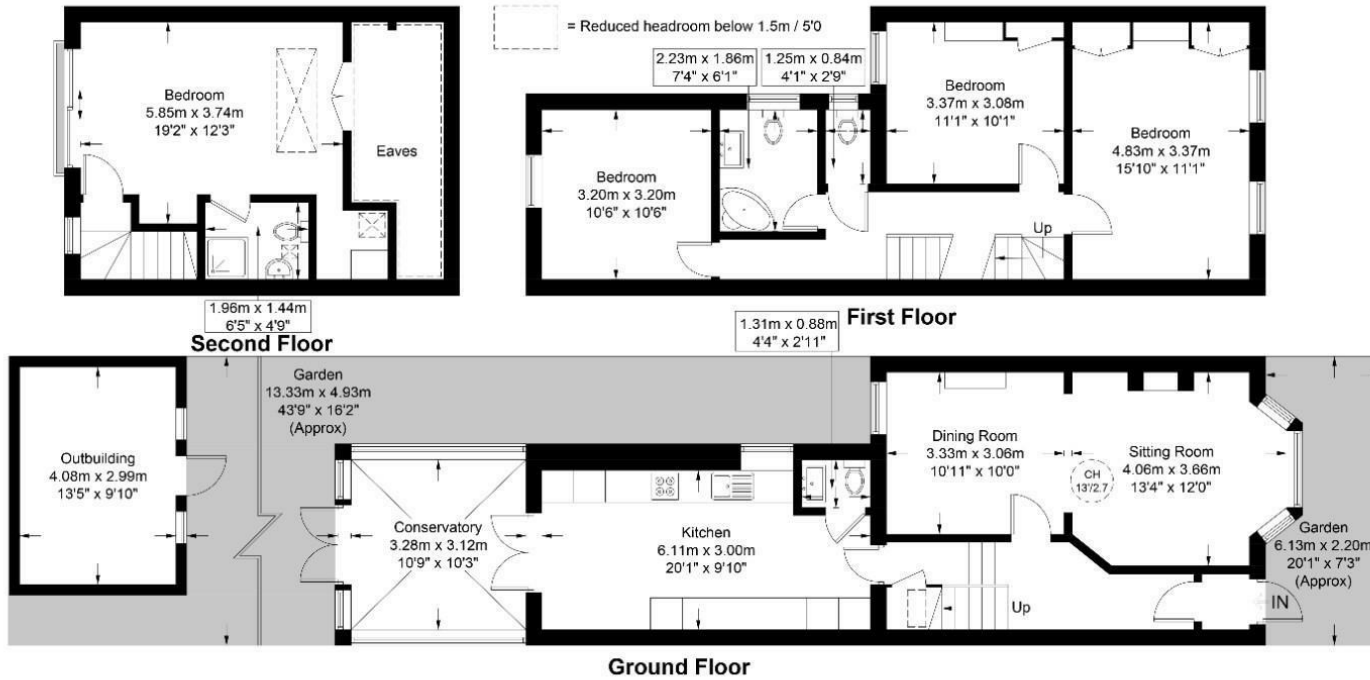 = Reduced headroom below 1.5m / 5'0
Bedroom
5.85m x 3.74m
19'2" x 12'3"
Eaves
1.96m x 1.44m
6'5" x 4'9"
Second Floor
2.23m x 1.86m
7'4" x 6'1"
1.25m x 0.84m
4'1" x 2'9"
Bedroom
3.20m x 3.20m
10'6" x 10'6"
Bedroom
3.37m x 3.08m
11'1" x 10'1"
Bedroom
4.83m x 3.37m
15'10" x 11'1"
Up
First Floor
1.31m x 0.88m
4'4" x 2'11"
Outbuilding
4.08m x 2.99m
13'5" x 9'10"
Garden
13.33m x 4.93m
43'9" x 16'2"
(Approx)
Conservatory
3.28m x 3.12m
10'9" x 10'3"
Kitchen
6.11m x 3.00m
20'1" x 9'10"
Dining Room
3.33m x 3.06m
10'11" x 10'0"
CH
13'/2.7
Sitting Room
4.06m x 3.66m
13'4" x 12'0"
Garden
6.13m x 2.20m
20'1" x 7'3"
(Approx)
Up
IN
Ground Floor